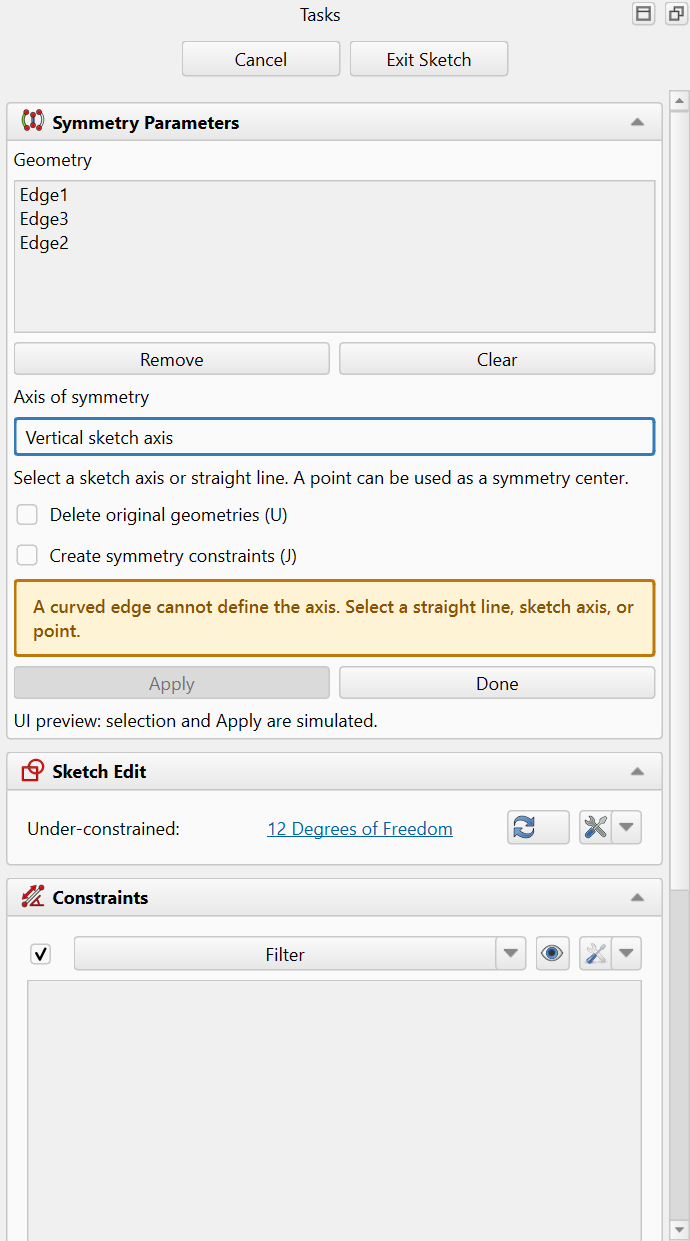 Tasks
Cancel
Exit Sketch
Symmetry Parameters
Geometry
Edge1
Edge3
Edge2
Remove
Clear
Axis of symmetry
Vertical sketch axis
Select a sketch axis or straight line. A point can be used as a symmetry center.
Delete original geometries (U)
Create symmetry constraints (J)
A curved edge cannot define the axis. Select a straight line, sketch axis, or
point.
Apply
Done
UI preview: selection and Apply are simulated.
Sketch Edit
Under-constrained:
12 Degrees of Freedom
Constraints
Filter